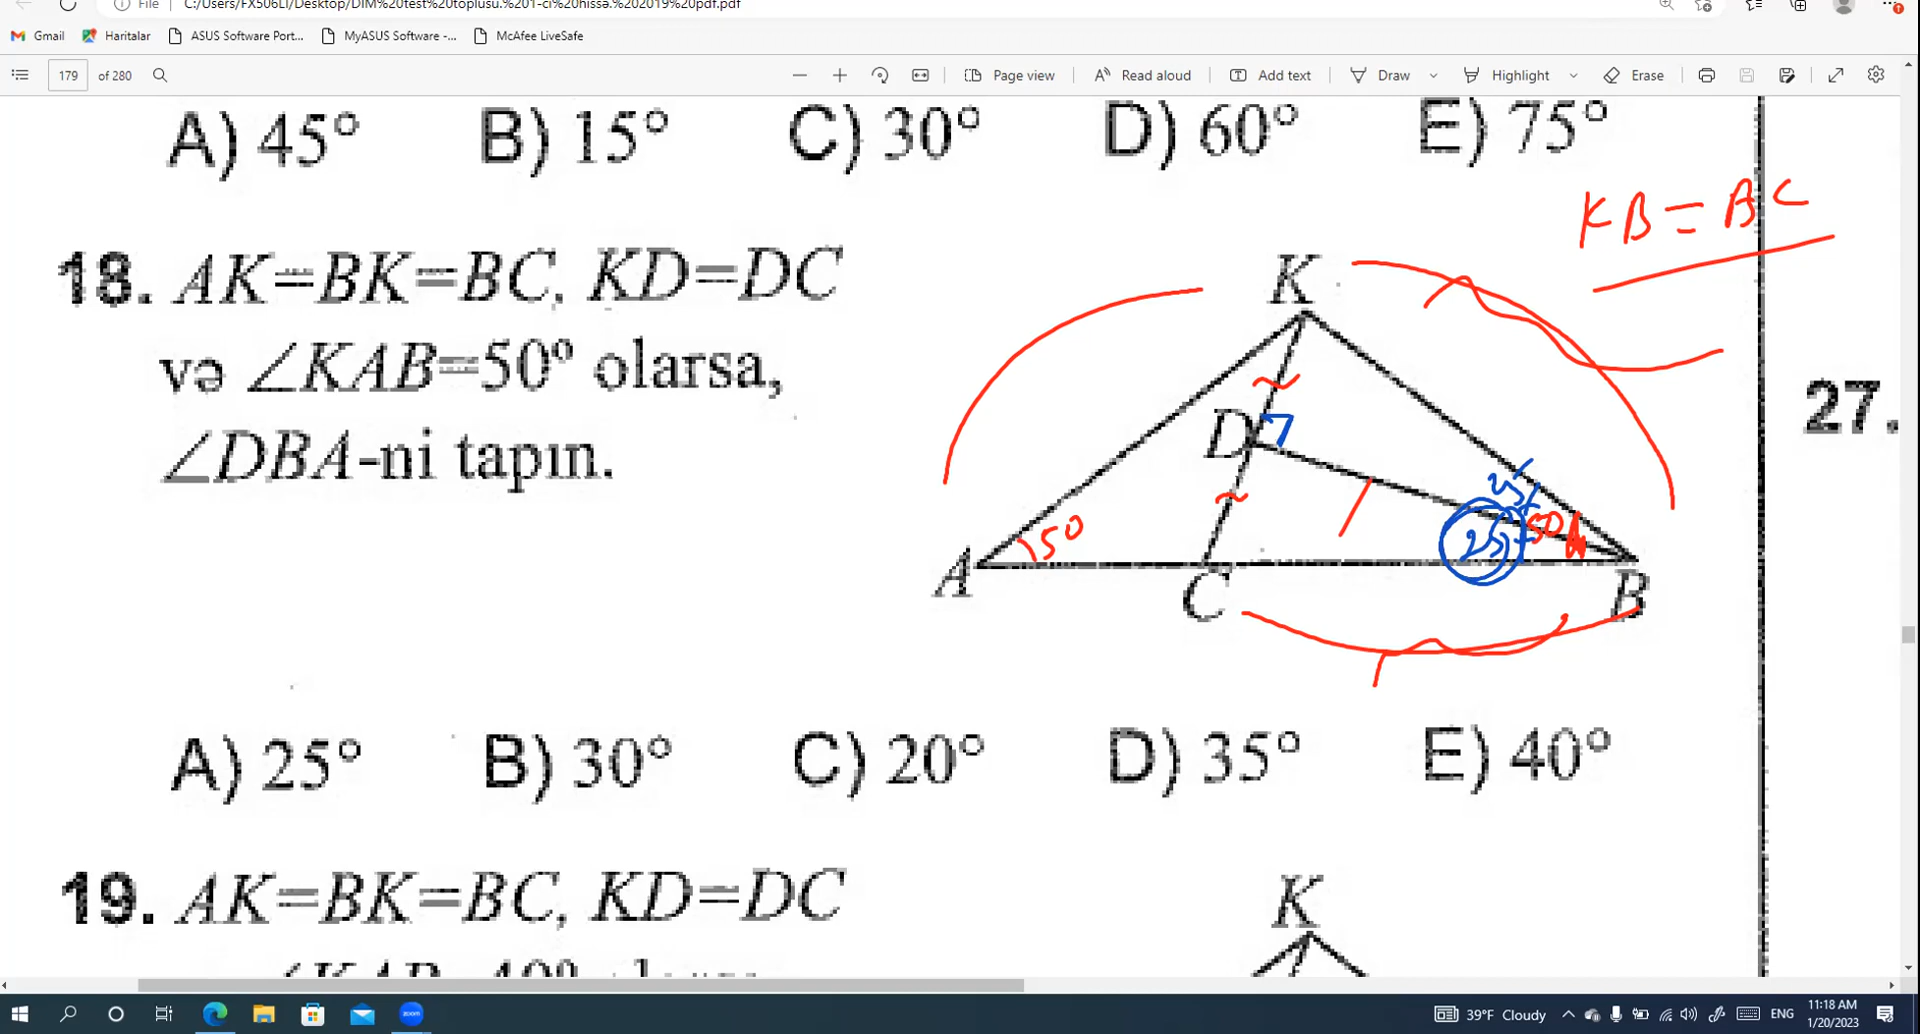 File | C:/Users/FX506LI/Desktop/DIM%20test%20toplusu.%201-ci%20hissə.%202019%20pdf.pdf
Gmail Haritalar ASUS Software Port... MyASUS Software -... McAfee LiveSafe
179 of 280 Page view Read aloud Add text Draw Highlight Erase
A) 45° B) 15° C) 30° D) 60° E) 75°
KB = BC
18. AK=BK=BC, KD=DC
və ∠KAB=50° olarsa,
∠DBA-ni tapın.
K
D
A
C
B
50
25
50
25
27.
A) 25° B) 30° C) 20° D) 35° E) 40°
19. AK=BK=BC, KD=DC
K
zoom
39°F Cloudy
ENG
11:18 AM
1/20/2023